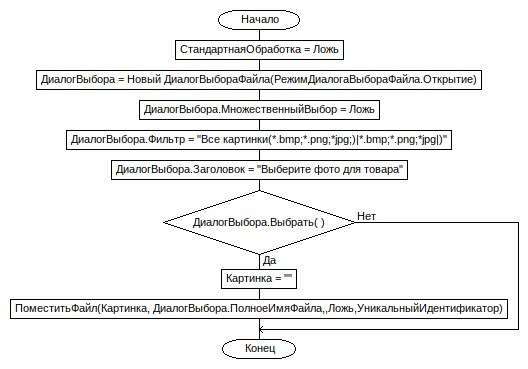 Начало
СтандартнаяОбработка = Ложь
ДиалогВыбора = Новый ДиалогВыбораФайла(РежимДиалогаВыбораФайла.Открытие)
ДиалогВыбора.МножественныйВыбор = Ложь
ДиалогВыбора.Фильтр = "Все картинки(*.bmp;*.png;*jpg;)|*.bmp;*.png;*jpg|)"
ДиалогВыбора.Заголовок = "Выберите фото для товара"
ДиалогВыбора.Выбрать( )
Нет
Да
Картинка = ""
ПоместитьФайл(Картинка, ДиалогВыбора.ПолноеИмяФайла,,Ложь,УникальныйИдентификатор)
Конец